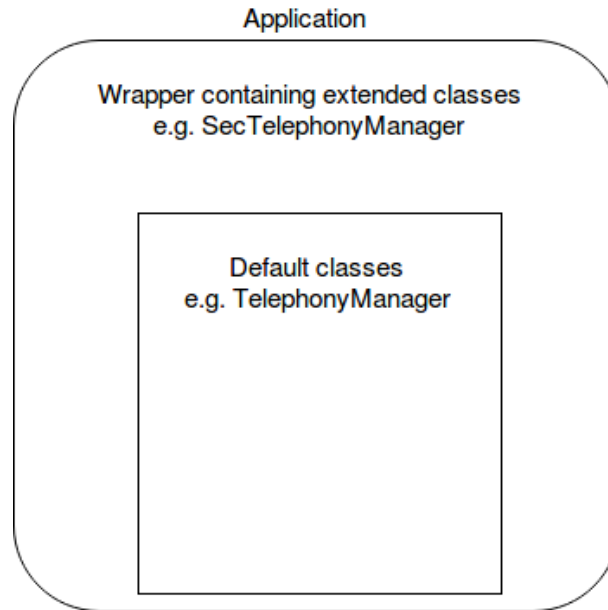 Application
Wrapper containing extended classes
e.g. SecTelephonyManager
Default classes
e.g. TelephonyManager